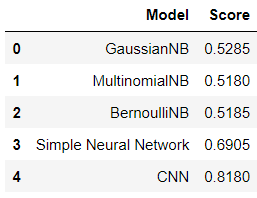 Model Score
0 GaussianNB 0.5285
1 MultinomialNB 0.5180
2 BernoulliNB 0.5185
3 Simple Neural Network 0.6905
4 CNN 0.8180